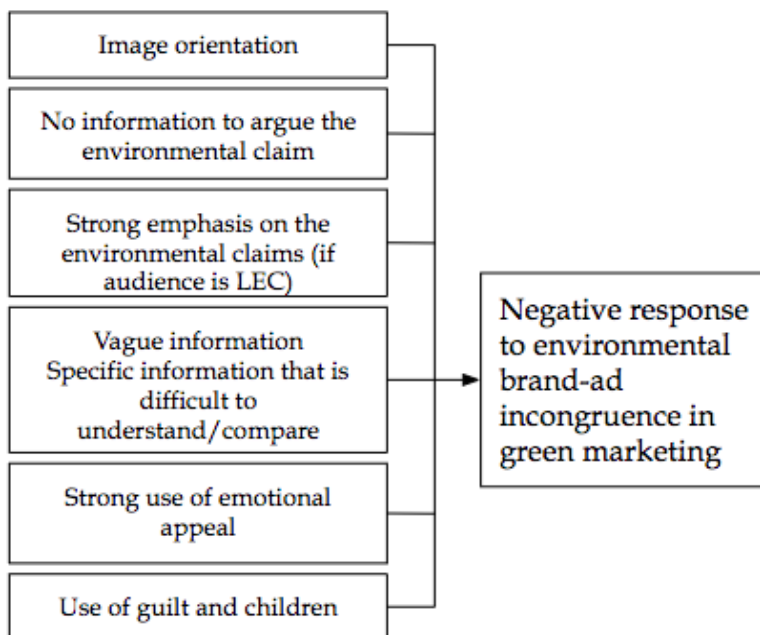 Image orientation
No information to argue the
environmental claim
Strong emphasis on the
environmental claims (if
audience is LEC)
Vague information
Specific information that is
difficult to
understand/compare
Strong use of emotional
appeal
Use of guilt and children
Negative response
to environmental
brand-ad
incongruence in
green marketing